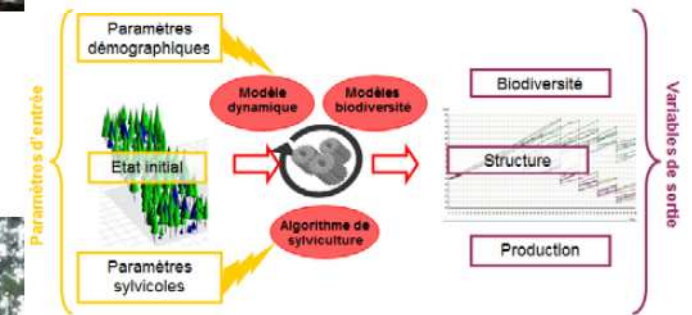 Paramètres d'entrée
Paramètres
démographiques
Etat initial
Paramètres
sylvicoles
Modèle
dynamique
Modèles
biodiversité
Algorithme de
sylviculture
Biodiversité
Structure
Production
Variables de sortie